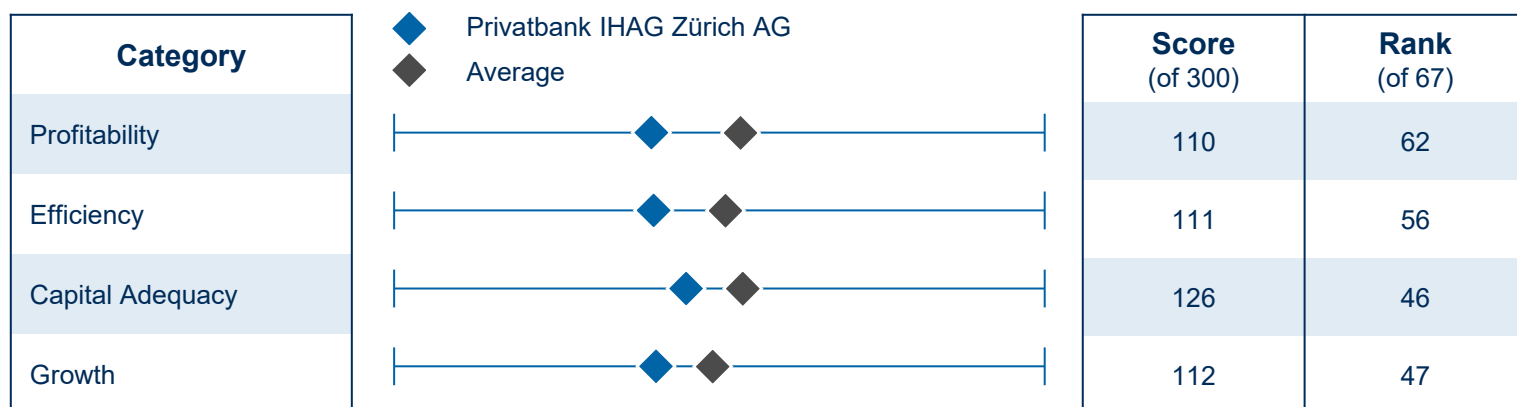 Category
Privatbank IHAG Zürich AG
Average
Score
(of 300)
Rank
(of 67)
Profitability
110
62
Efficiency
111
56
Capital Adequacy
126
46
Growth
112
47